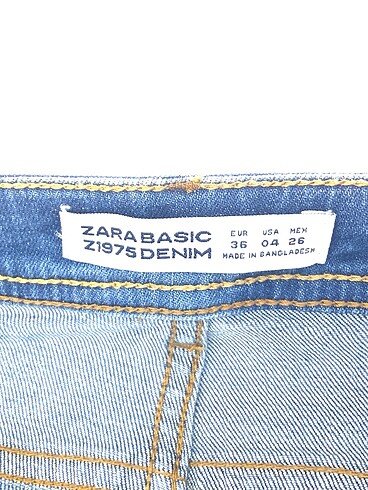 ZARA BASIC
Z1975 DENIM
EUR USA MEX
36 04 26
MADE IN BANGLADESH